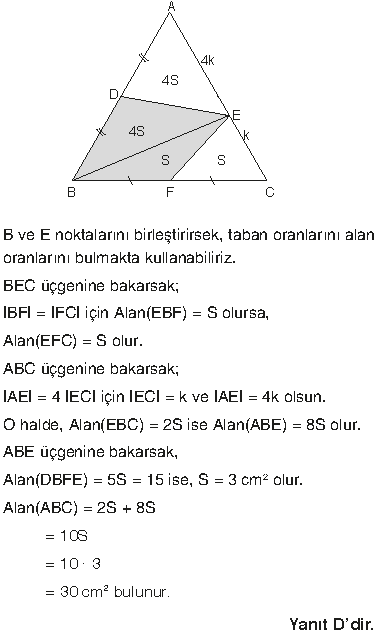 A
4k
4S
D
E
4S
k
S
S
B
F
C
B ve E noktalarını birleştirirsek, taban oranlarını alan
oranlarını bulmakta kullanabiliriz.
BEC üçgenine bakarsak;
|BF| = |FC| için Alan(EBF) = S olursa,
Alan(EFC) = S olur.
ABC üçgenine bakarsak;
|AE| = 4 |EC| için |EC| = k ve |AE| = 4k olsun.
O halde, Alan(EBC) = 2S ise Alan(ABE) = 8S olur.
ABE üçgenine bakarsak,
Alan(DBFE) = 5S = 15 ise, S = 3 cm² olur.
Alan(ABC) = 2S + 8S
= 10S
= 10 · 3
= 30 cm² bulunur.
Yanıt D'dir.